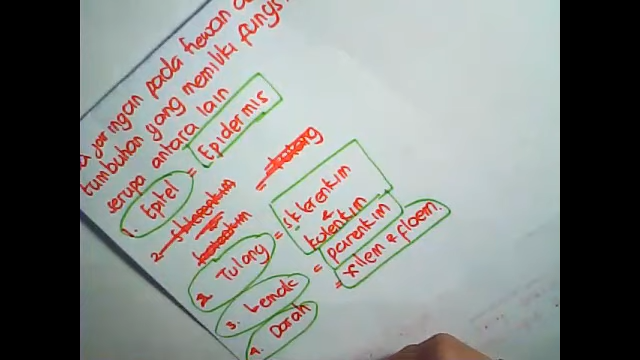 jaringan pada hewan
tumbuhan yang memiliki fungsi
serupa antara lain
1. Epitel = Epidermis
2. Tulang = sklerenkim & kolenkim
3. Lemak = parenkim
4. Darah = xilem & floem.